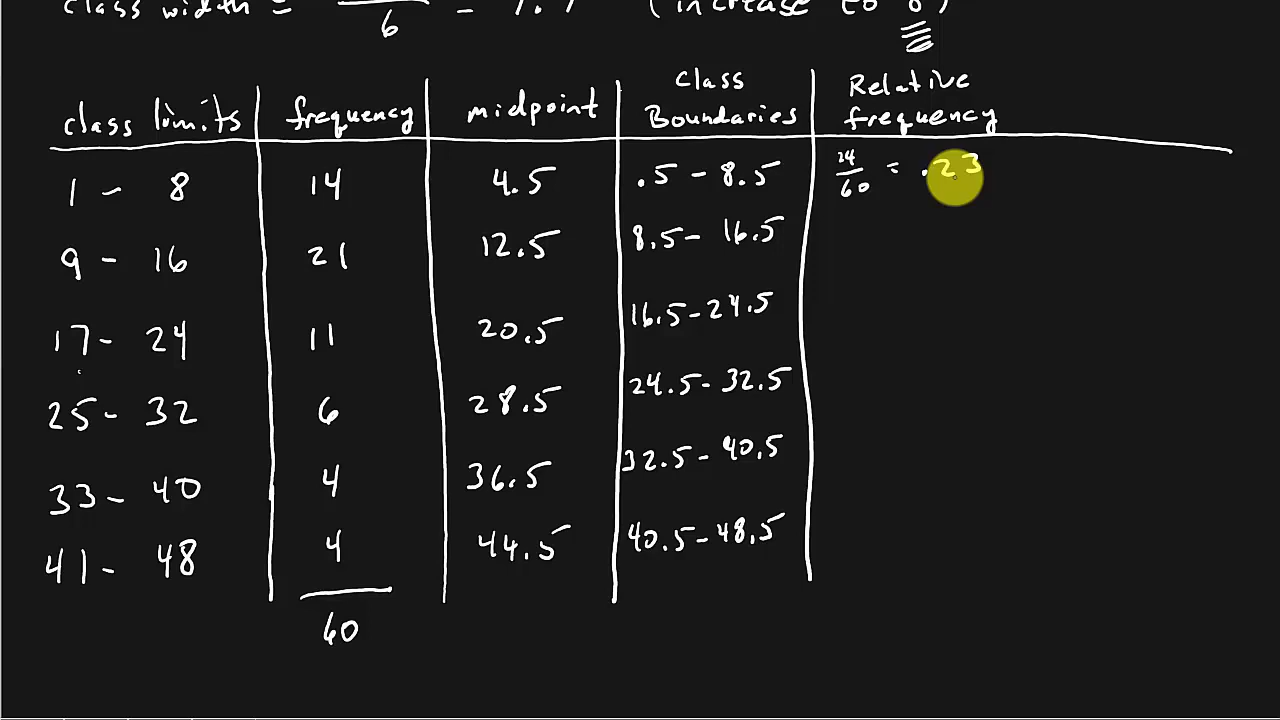 class width = 6 = 7.7 (increase to 8)
class limits frequency midpoint Class Boundaries Relative frequency
1 - 8 14 4.5 .5 - 8.5 24/60 = .23
9 - 16 21 12.5 8.5 - 16.5
17 - 24 11 20.5 16.5 - 24.5
25 - 32 6 28.5 24.5 - 32.5
33 - 40 4 36.5 32.5 - 40.5
41 - 48 4 44.5 40.5 - 48.5
60